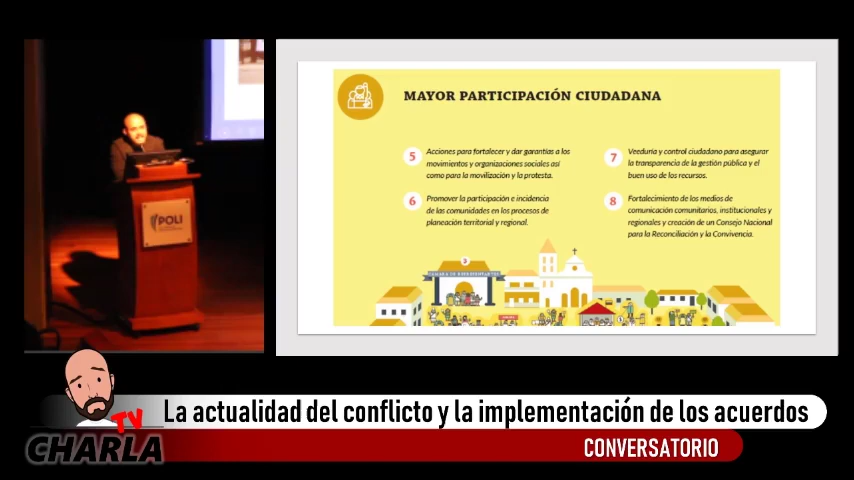 MAYOR PARTICIPACIÓN CIUDADANA
5
Acciones para fortalecer y dar garantías a los
movimientos y organizaciones sociales así
como para la movilización y la protesta.
6
Promover la participación e incidencia
de las comunidades en los procesos de
planeación territorial y regional.
7
Veeduría y control ciudadano para asegurar
la transparencia de la gestión pública y el
buen uso de los recursos.
8
Fortalecimiento de los medios de
comunicación comunitarios, institucionales y
regionales y creación de un Consejo Nacional
para la Reconciliación y la Convivencia.
3
CÁMARA DE REPRESENTANTES
POLI
La actualidad del conflicto y la implementación de los acuerdos
CONVERSATORIO
CHARLA
TV